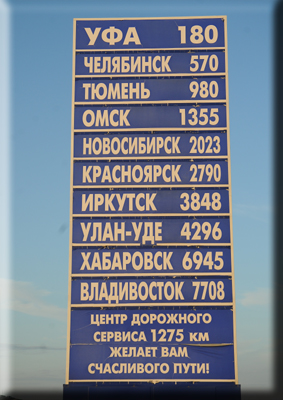 УФА 180
ЧЕЛЯБИНСК 570
ТЮМЕНЬ 980
ОМСК 1355
НОВОСИБИРСК 2023
КРАСНОЯРСК 2790
ИРКУТСК 3848
УЛАН-УДЕ 4296
ХАБАРОВСК 6945
ВЛАДИВОСТОК 7708
ЦЕНТР ДОРОЖНОГО
СЕРВИСА 1275 км
ЖЕЛАЕТ ВАМ
СЧАСЛИВОГО ПУТИ!